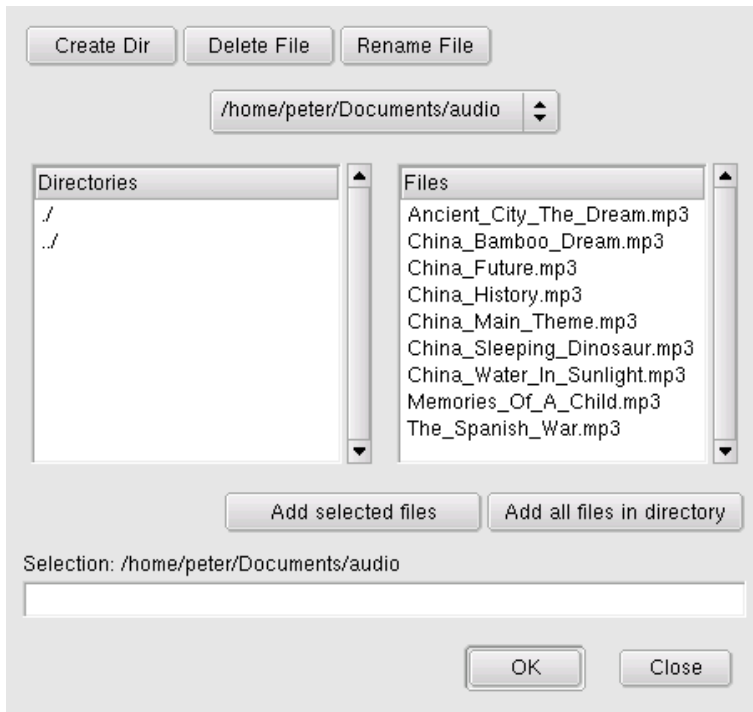 Create Dir Delete File Rename File
/home/peter/Documents/audio
Directories
./
../
Files
Ancient_City_The_Dream.mp3
China_Bamboo_Dream.mp3
China_Future.mp3
China_History.mp3
China_Main_Theme.mp3
China_Sleeping_Dinosaur.mp3
China_Water_In_Sunlight.mp3
Memories_Of_A_Child.mp3
The_Spanish_War.mp3
Add selected files Add all files in directory
Selection: /home/peter/Documents/audio
OK Close